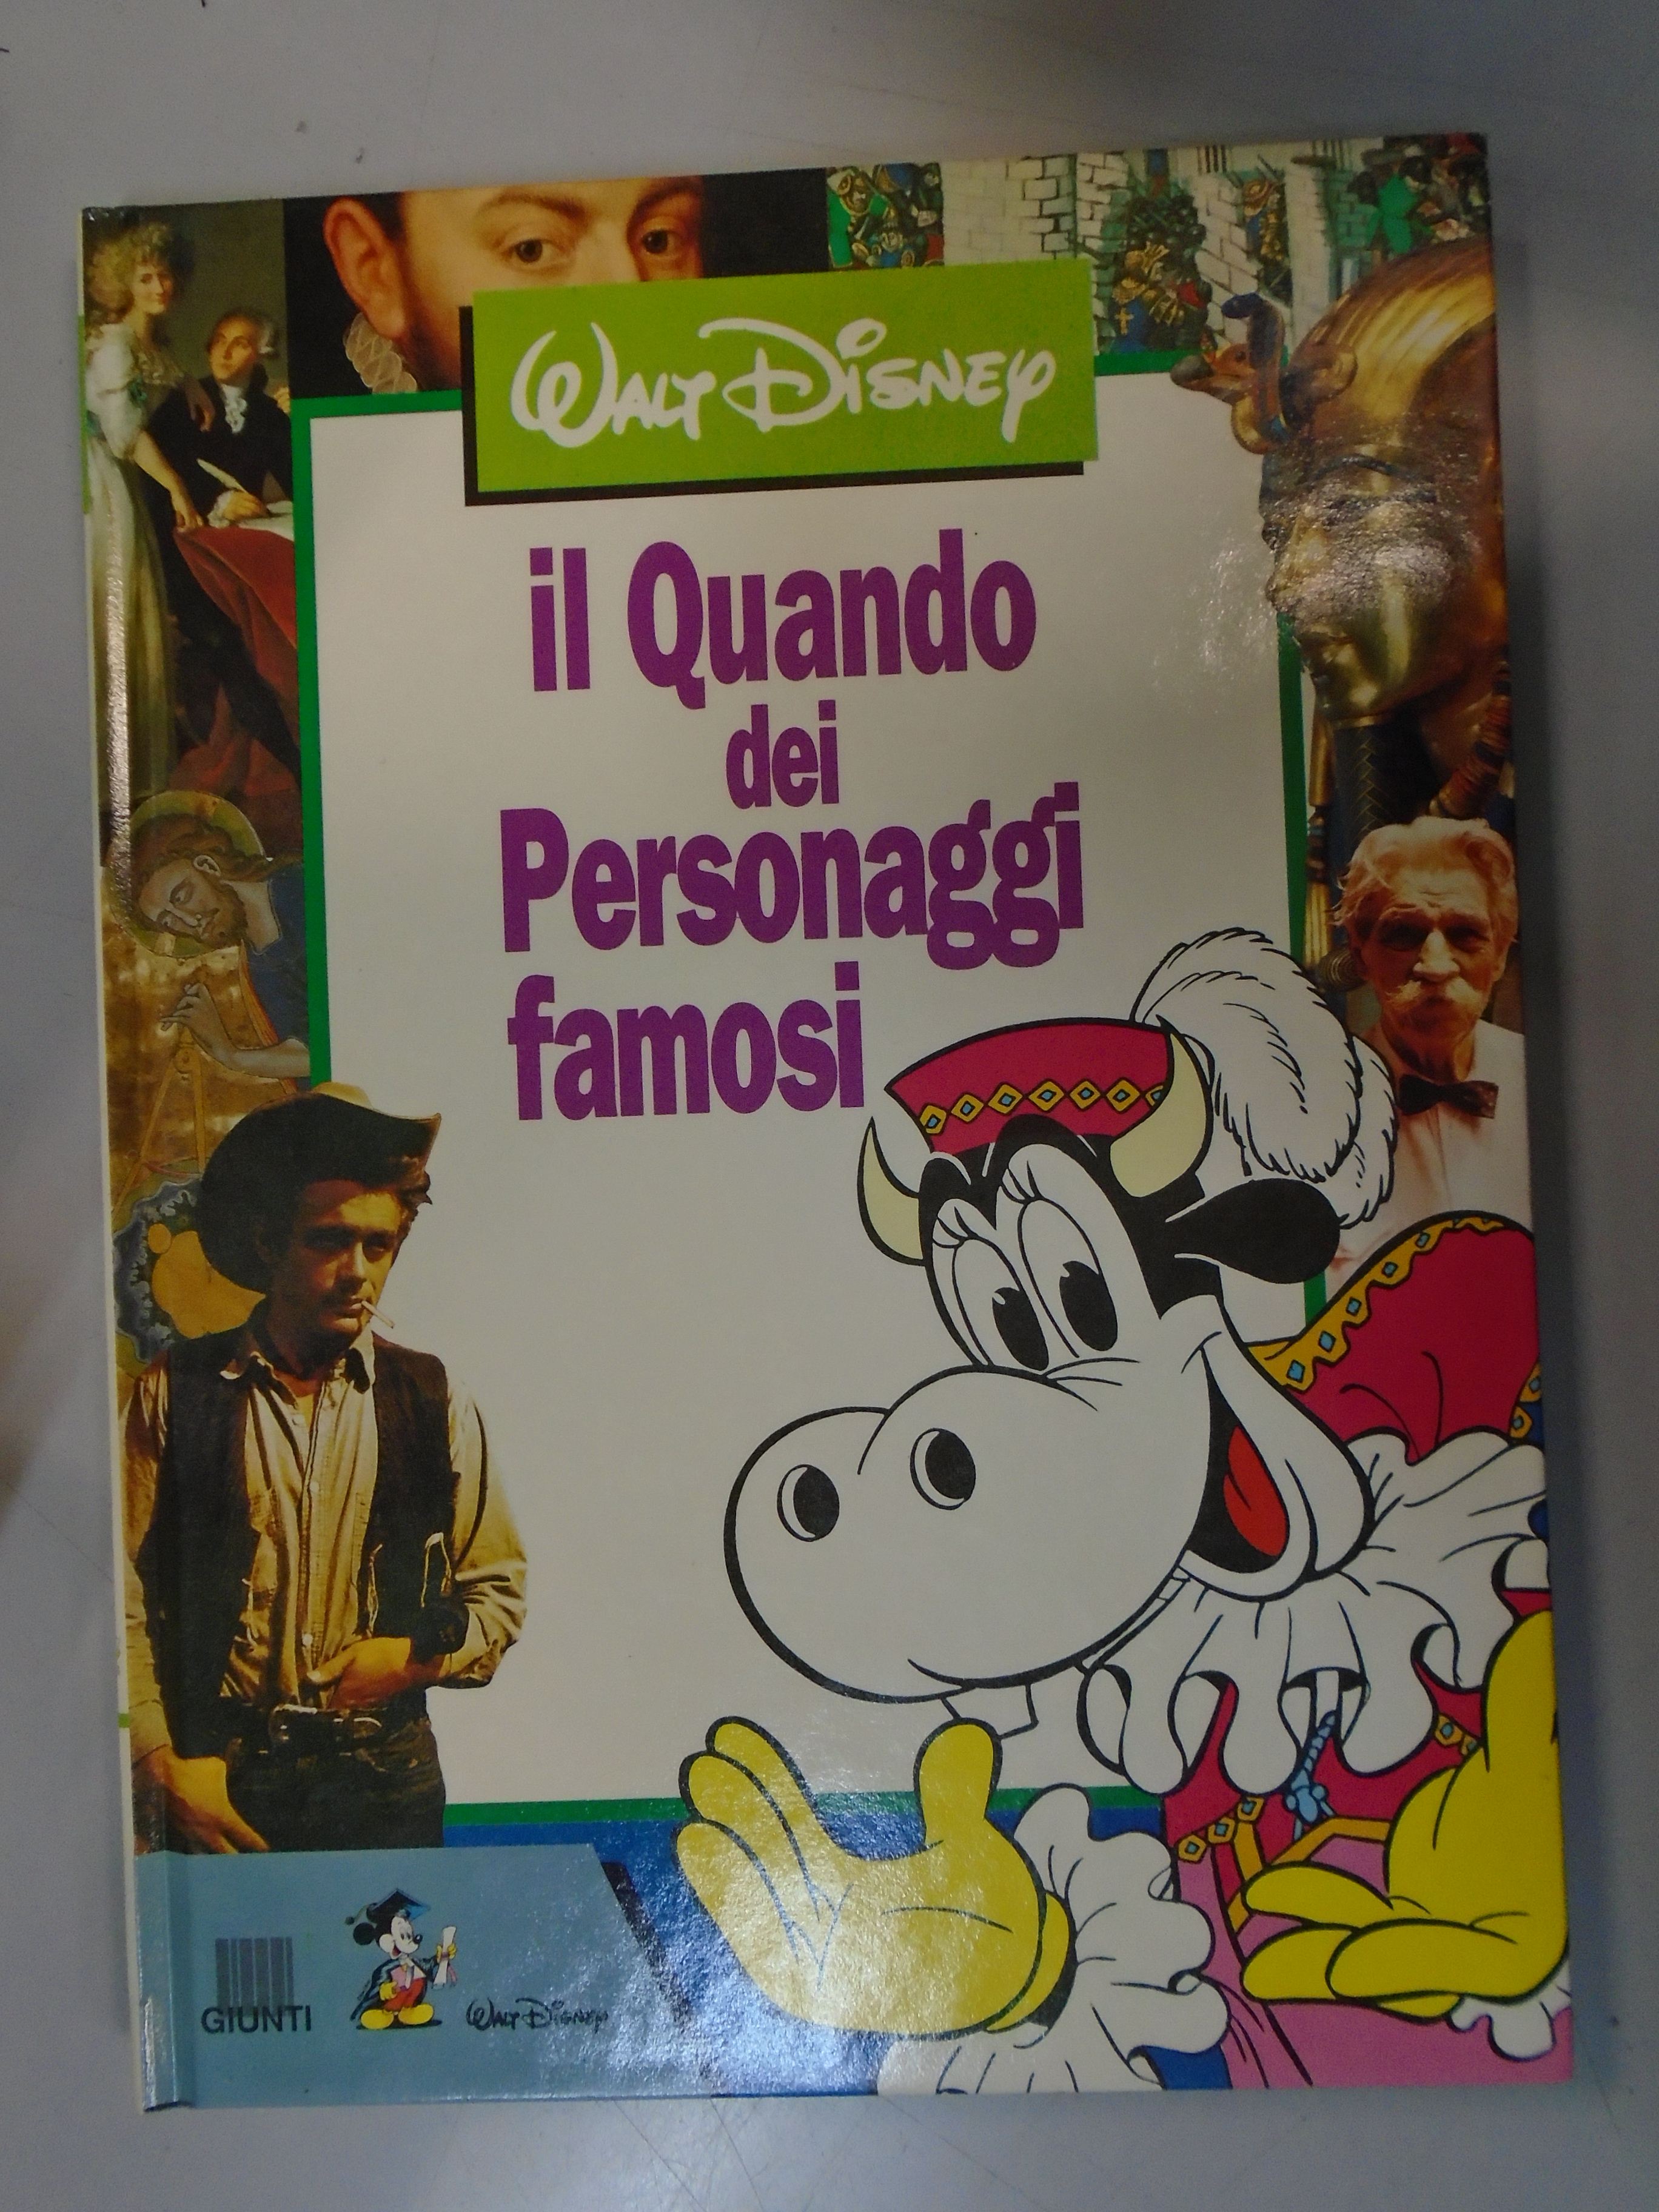 WALT DISNEY
il Quando
dei
Personaggi
famosi
GIUNTI
WALT DISNEY